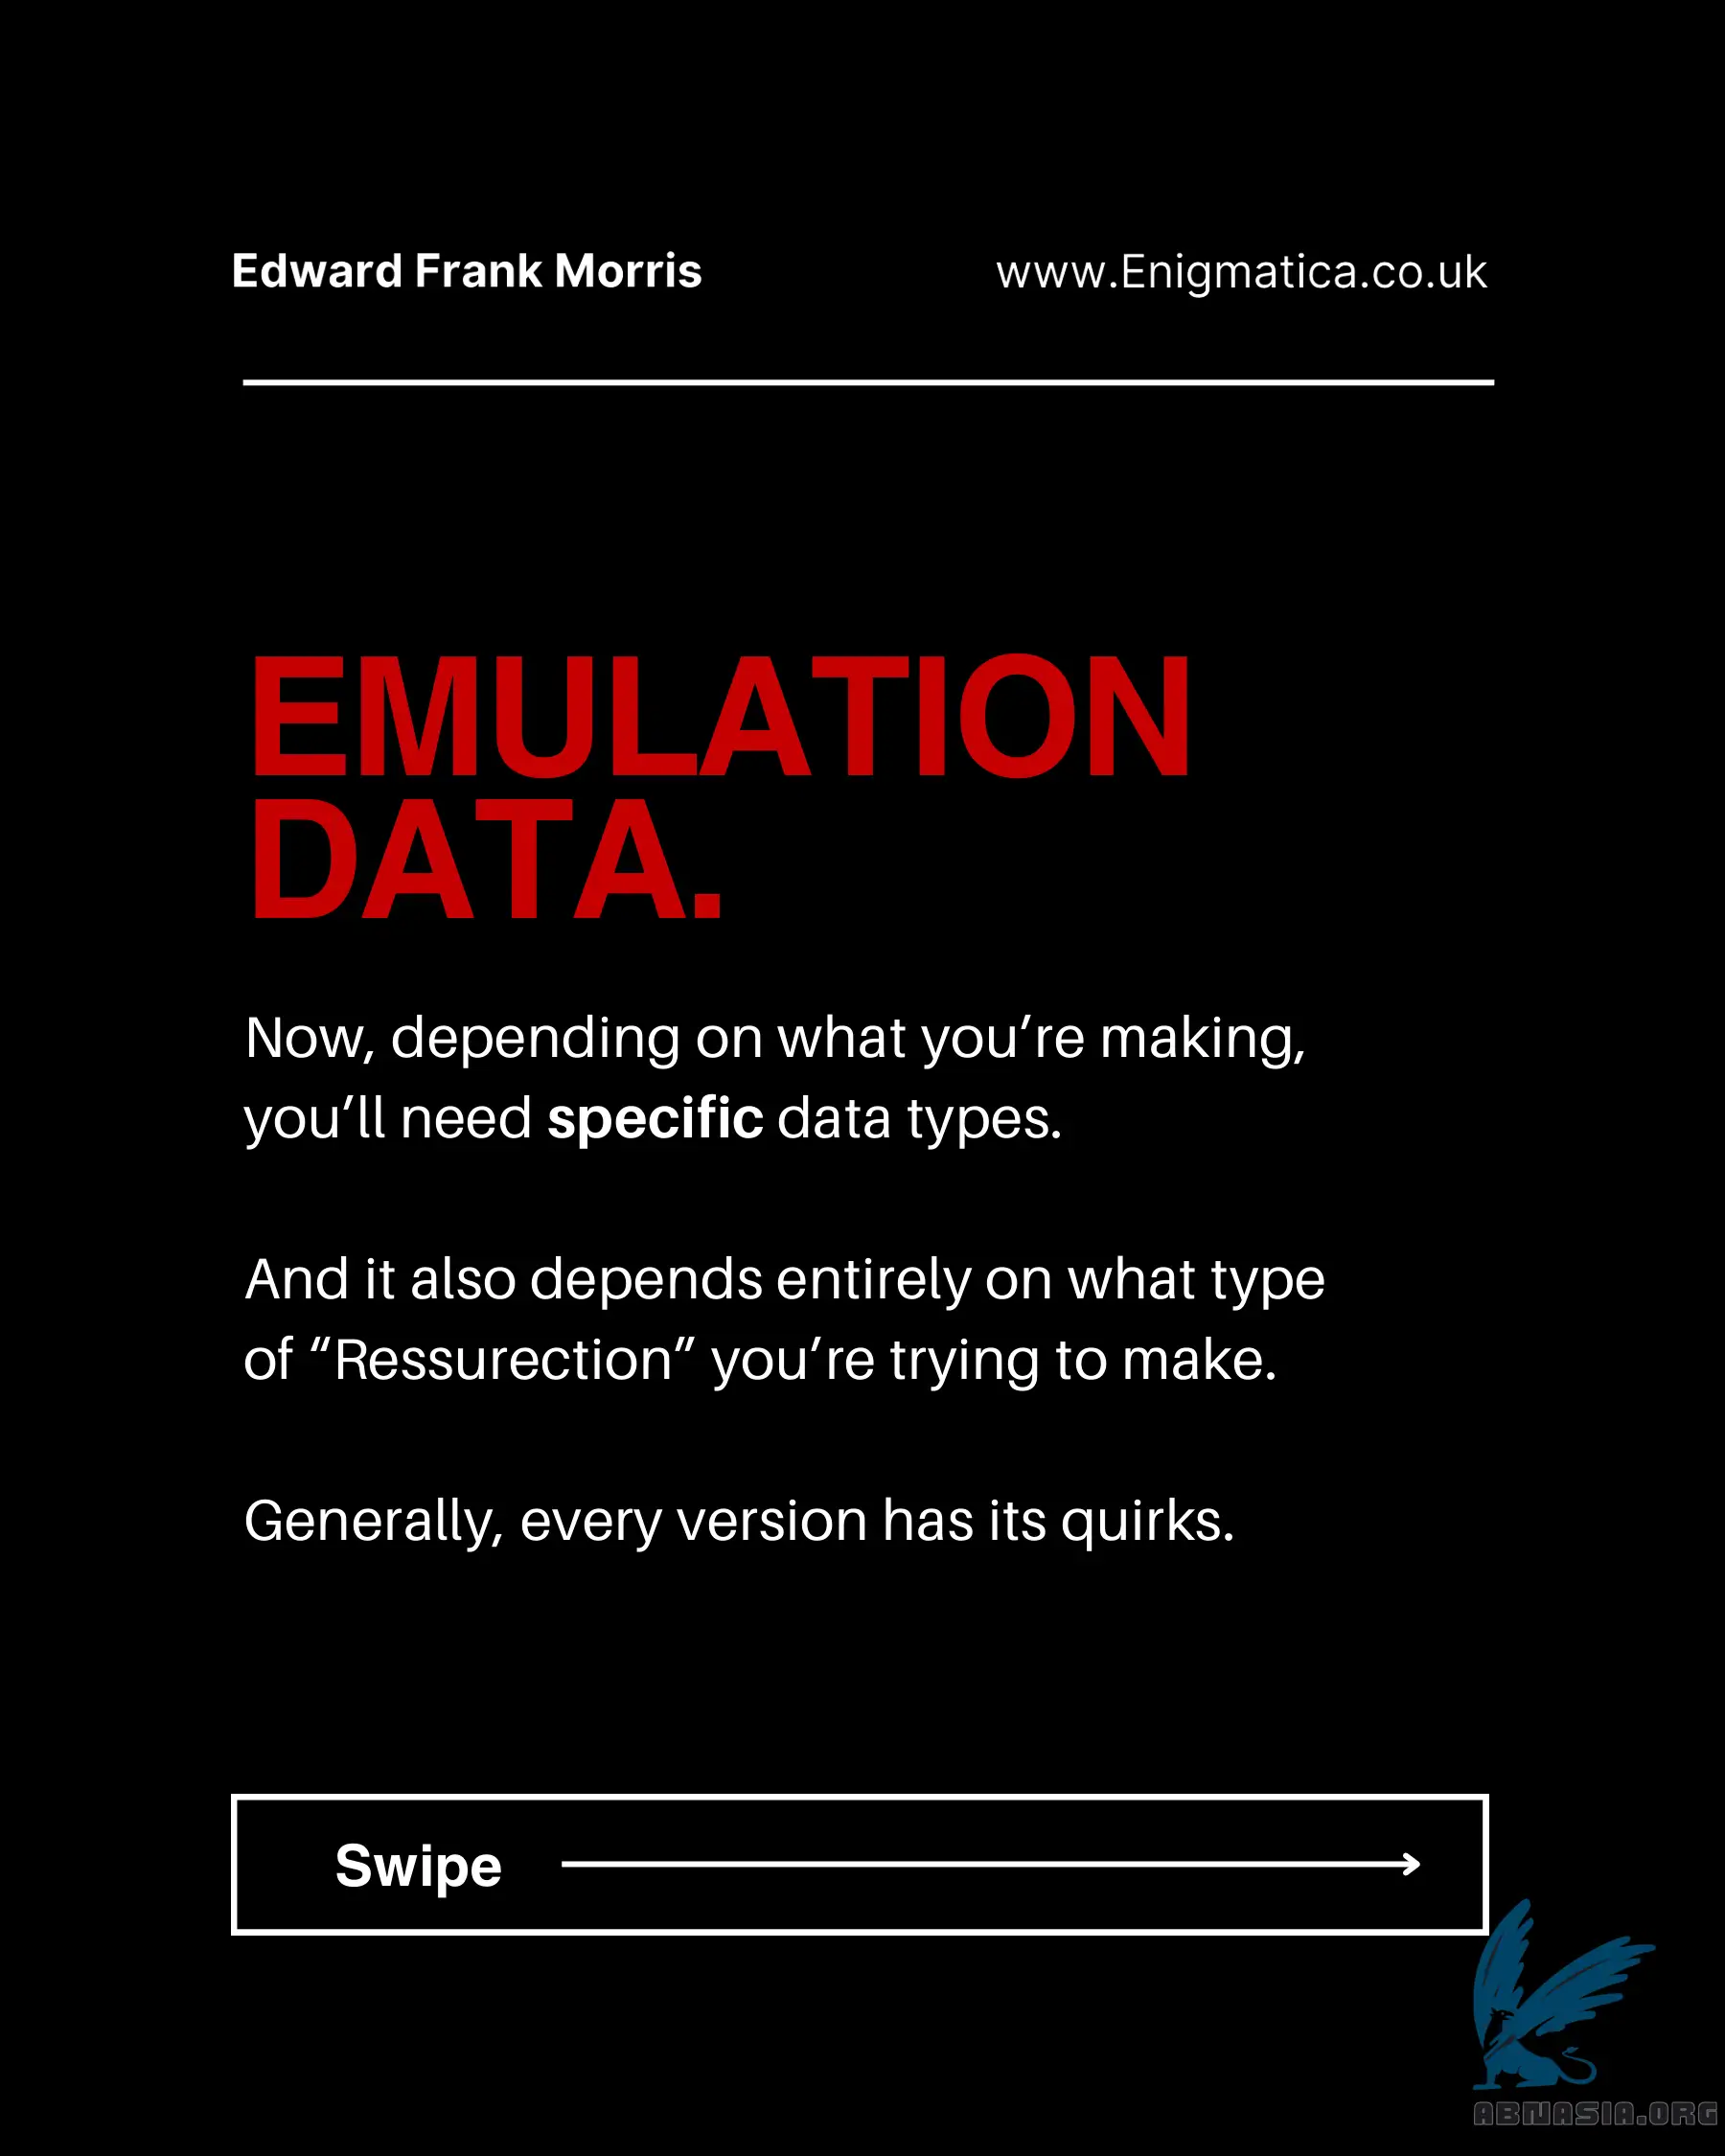 Edward Frank Morris
www.Enigmatica.co.uk
EMULATION
DATA.
Now, depending on what you’re making,
you’ll need specific data types.
And it also depends entirely on what type
of “Ressurection” you’re trying to make.
Generally, every version has its quirks.
Swipe
ABNASIA.ORG